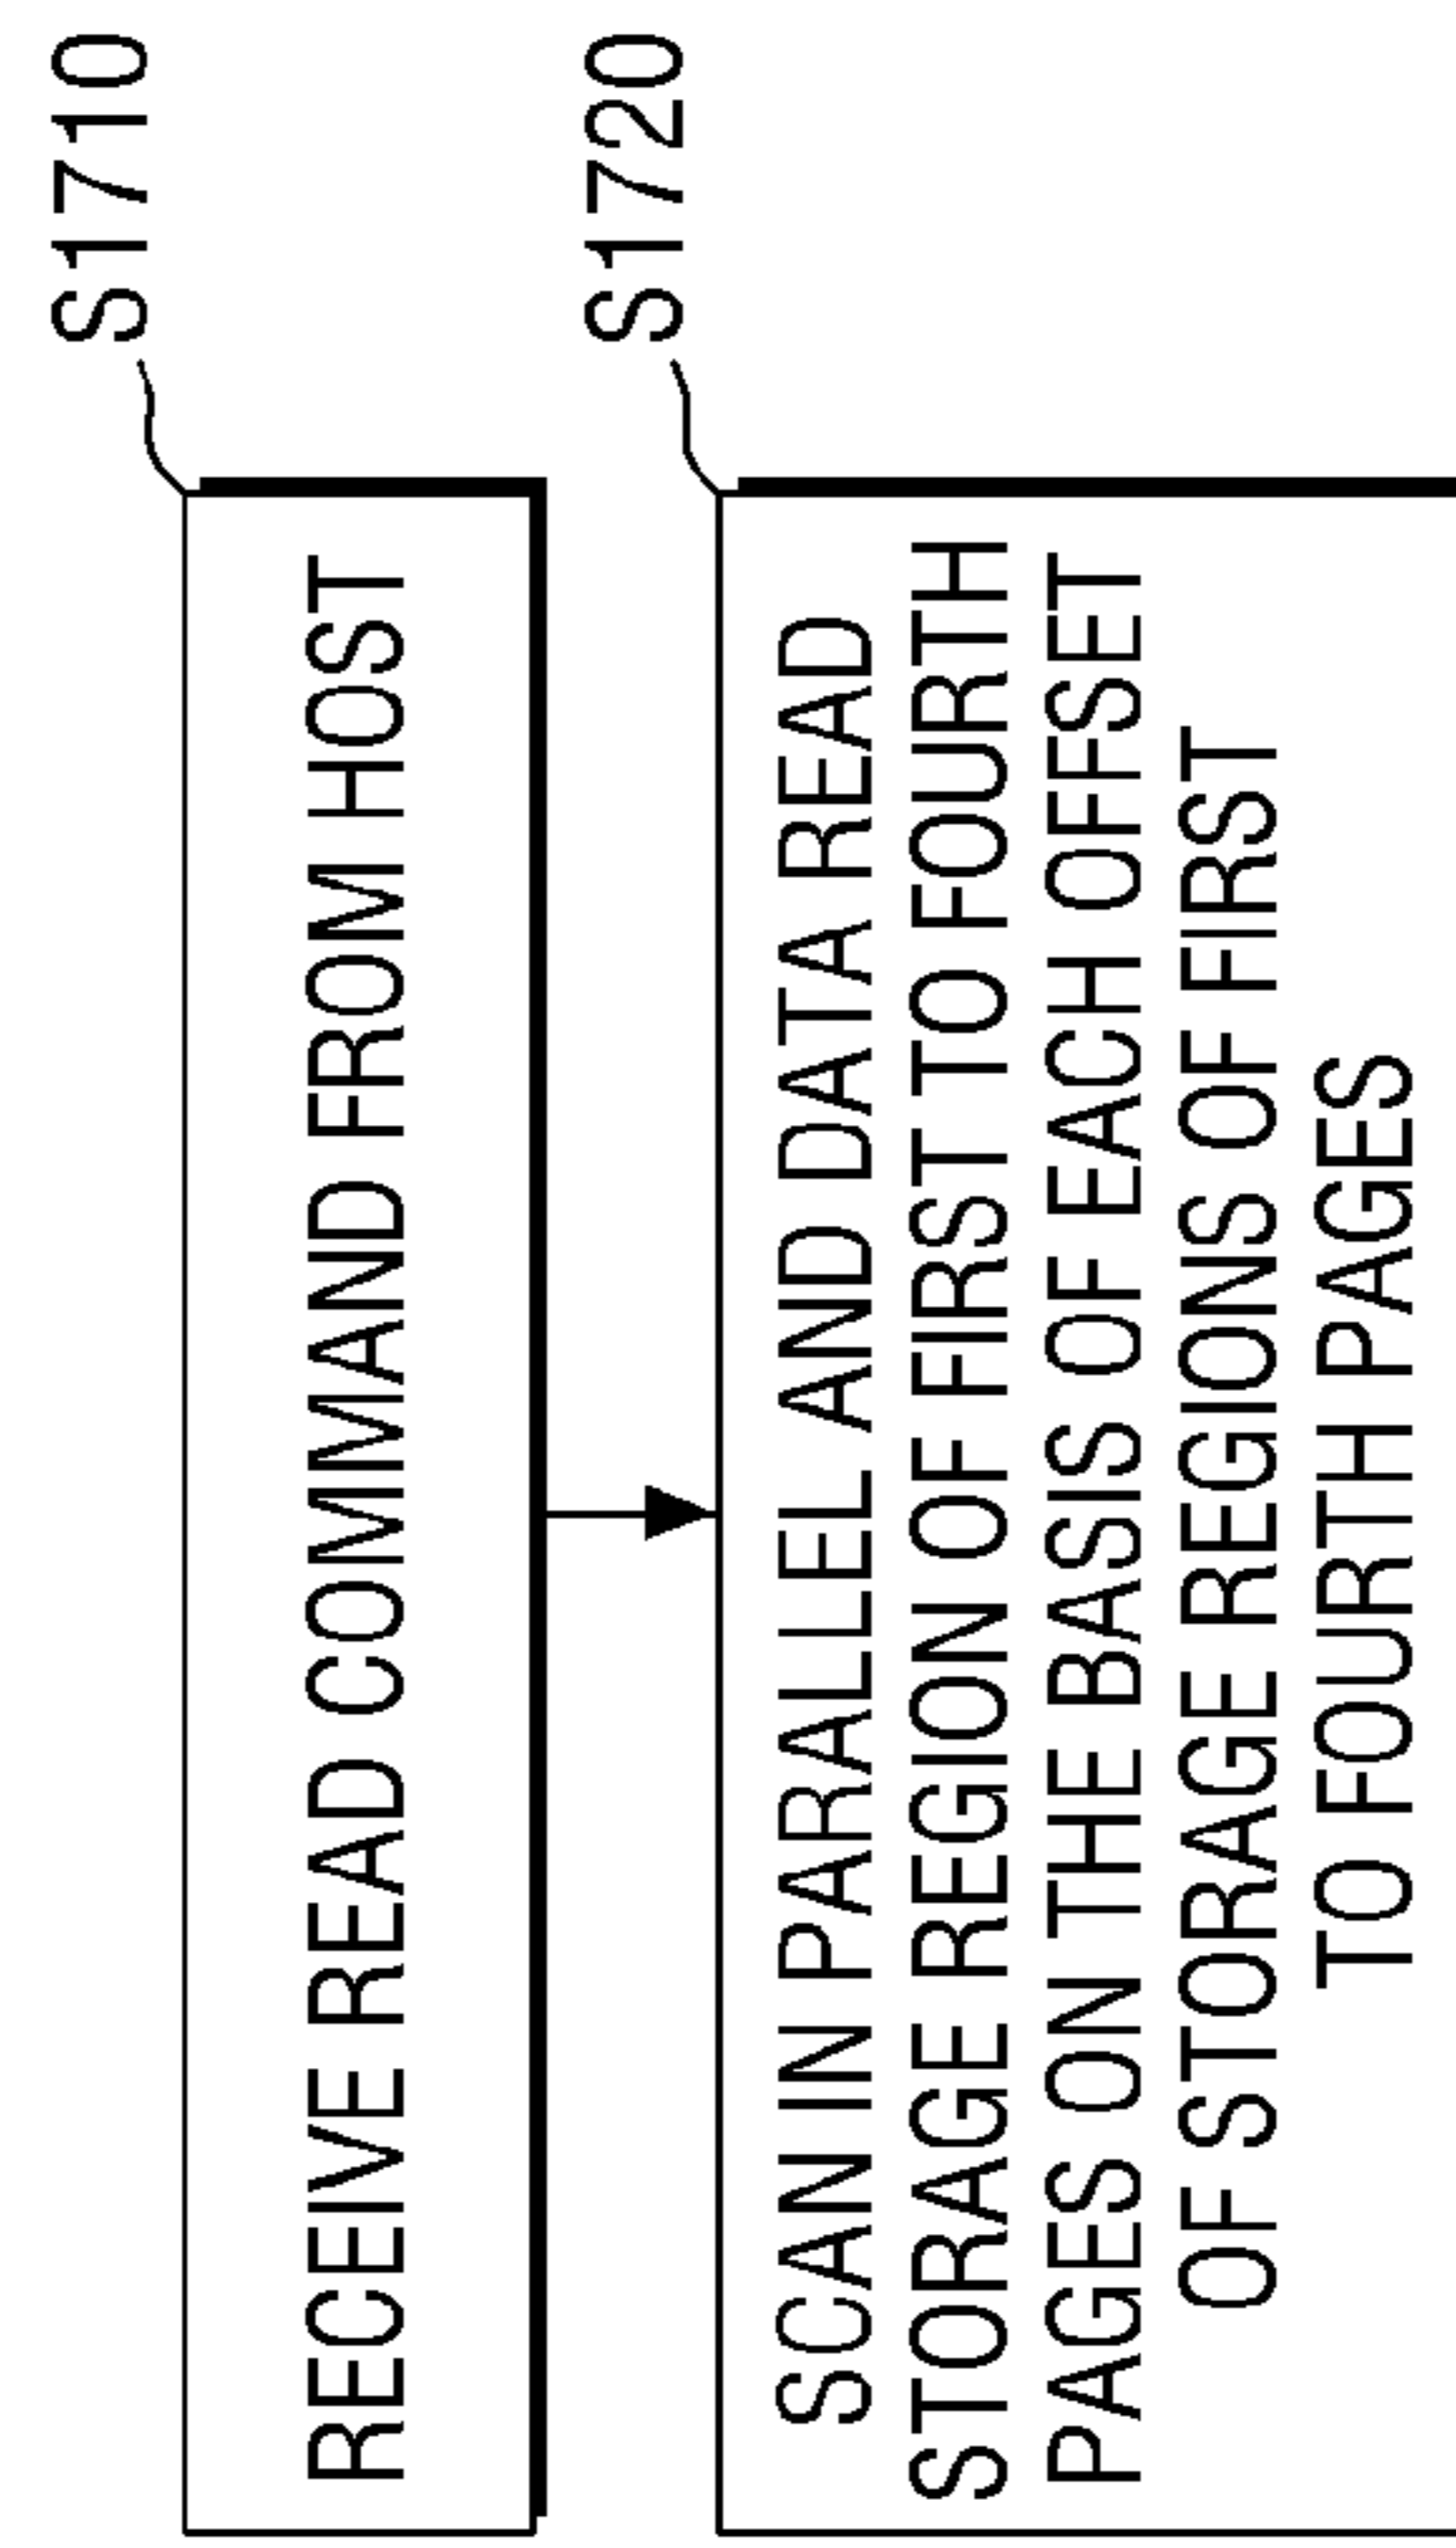 S1710
RECEIVE READ COMMAND FROM HOST
S1720
SCAN IN PARALLEL AND DATA READ
STORAGE REGION OF FIRST TO FOURTH
PAGES ON THE BASIS OF EACH OFFSET
OF STORAGE REGIONS OF FIRST
TO FOURTH PAGES